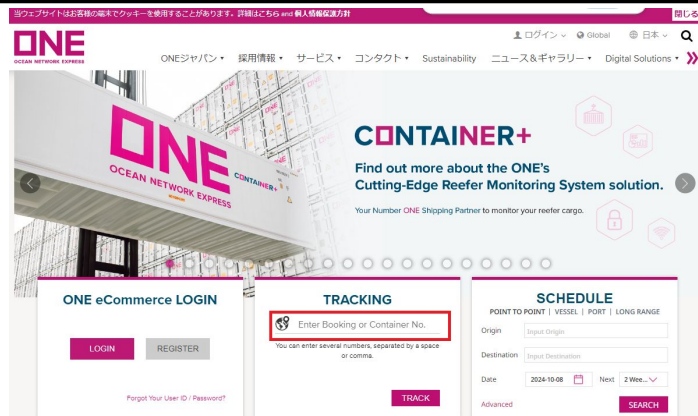 当ウェブサイトはお客様の端末でクッキーを使用することがあります。詳細はこちら and 個人情報保護方針
閉じる
ONE
OCEAN NETWORK EXPRESS
ログイン
Global
日本
ONEジャパン
採用情報
サービス
コンタクト
Sustainability
ニュース＆ギャラリー
Digital Solutions
ONE
OCEAN NETWORK EXPRESS
CONTAINER+
CONTAINER+
Find out more about the ONE's
Cutting-Edge Reefer Monitoring System solution.
Your Number ONE Shipping Partner to monitor your reefer cargo.
ONE eCommerce LOGIN
LOGIN
REGISTER
Forgot Your User ID / Password?
TRACKING
Enter Booking or Container No.
You can enter several numbers, separated by a space
or comma.
TRACK
SCHEDULE
POINT TO POINT | VESSEL | PORT | LONG RANGE
Origin
Input Origin
Destination
Input Destination
Date
2024-10-08
Next
2 Wee...
Advanced
SEARCH